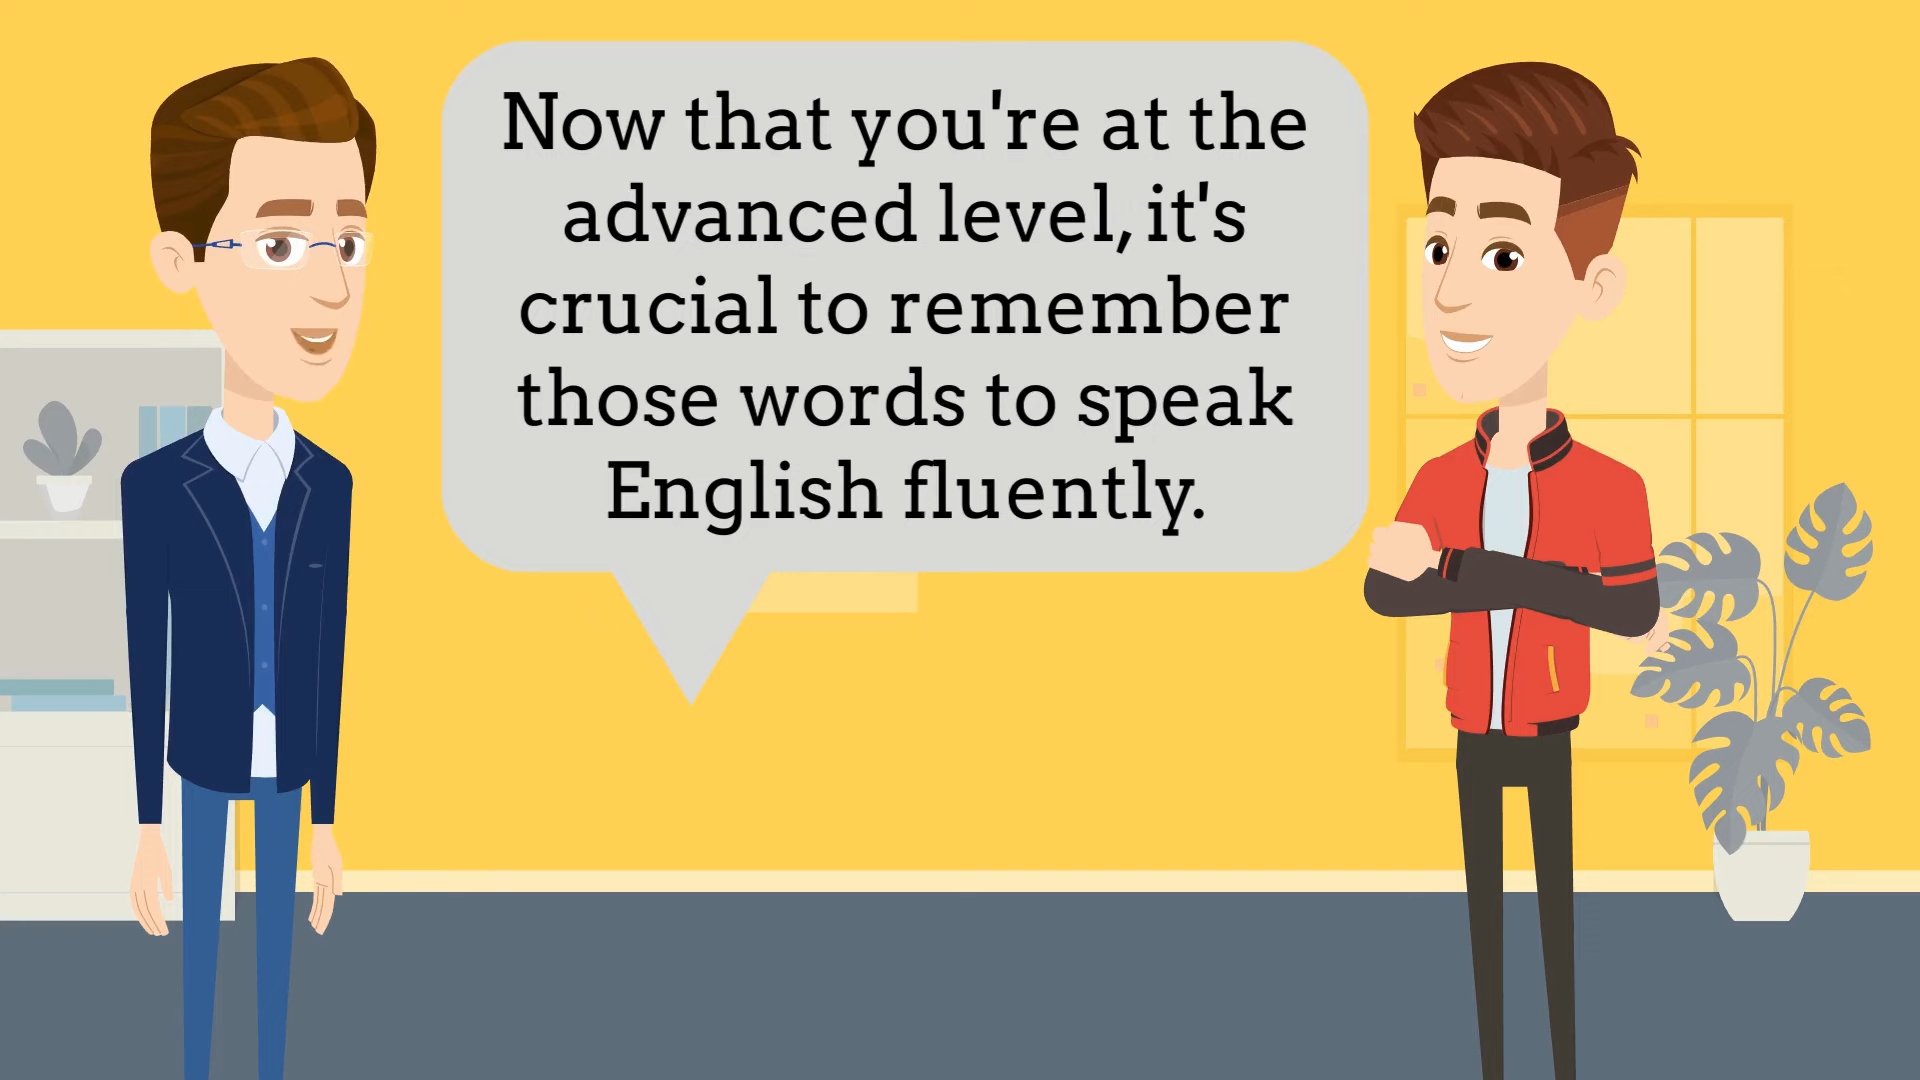 Now that you're at the
advanced level, it's
crucial to remember
those words to speak
English fluently.